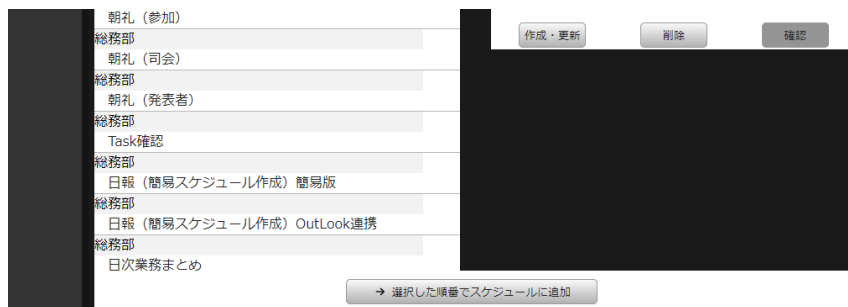 朝礼（参加）
総務部
朝礼（司会）
総務部
朝礼（発表者）
総務部
Task確認
総務部
日報（簡易スケジュール作成）簡易版
総務部
日報（簡易スケジュール作成）OutLook連携
総務部
日次業務まとめ
作成・更新
削除
確認
→ 選択した順番でスケジュールに追加